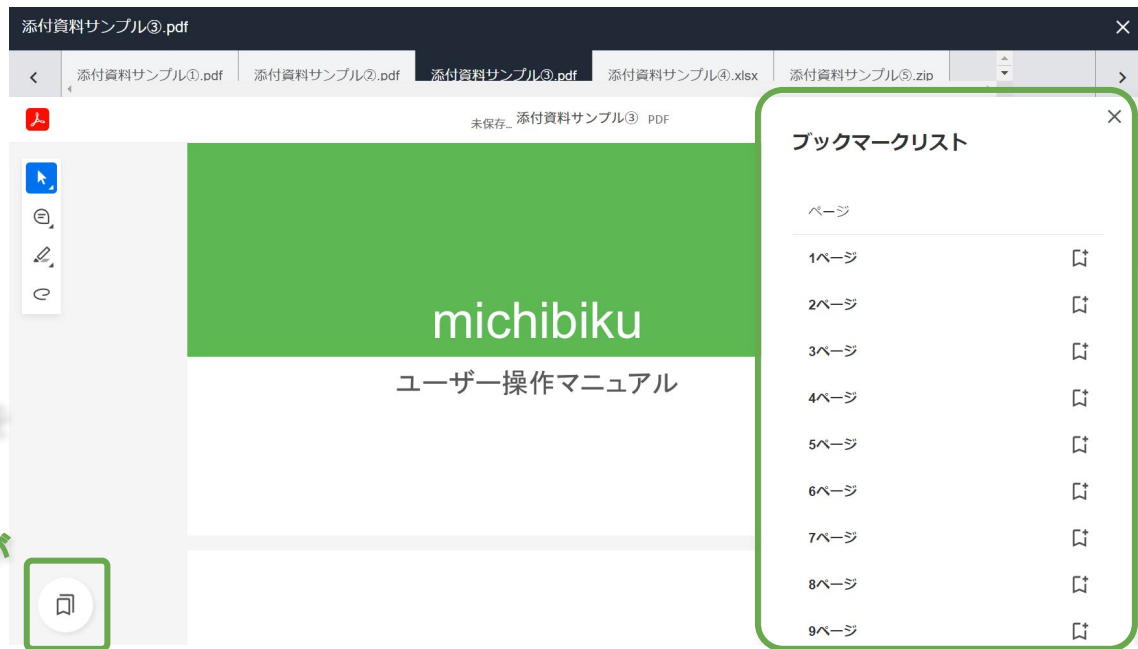 添付資料サンプル③.pdf
添付資料サンプル①.pdf
添付資料サンプル②.pdf
添付資料サンプル③.pdf
添付資料サンプル④.xlsx
添付資料サンプル⑤.zip
未保存_ 添付資料サンプル③ PDF
michibiku
ユーザー操作マニュアル
ブックマークリスト
ページ
1ページ
2ページ
3ページ
4ページ
5ページ
6ページ
7ページ
8ページ
9ページ